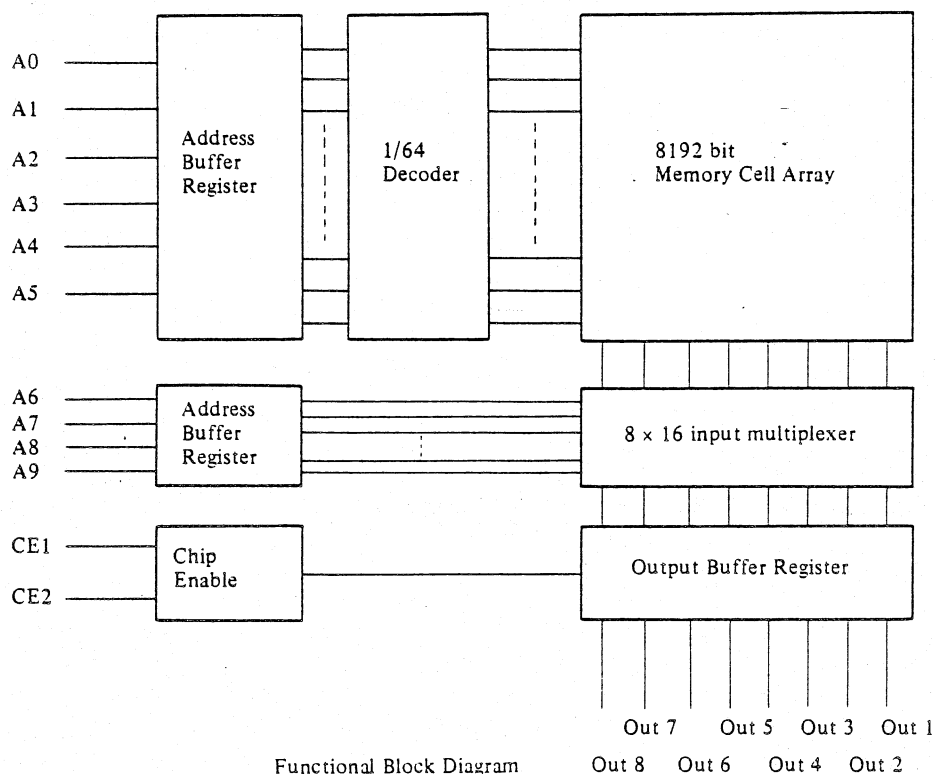 A0
A1
A2
A3
A4
A5
Address
Buffer
Register
1/64
Decoder
8192 bit
Memory Cell Array
A6
A7
A8
A9
Address
Buffer
Register
8 × 16 input multiplexer
CE1
CE2
Chip
Enable
Output Buffer Register
Out 7 Out 5 Out 3 Out 1
Functional Block Diagram Out 8 Out 6 Out 4 Out 2